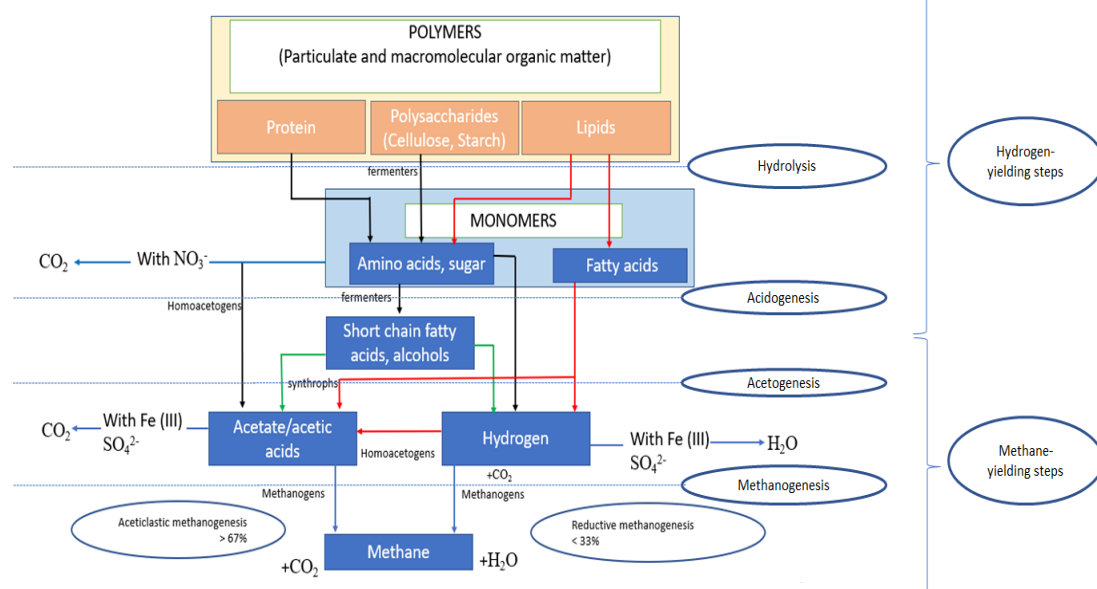 POLYMERS
(Particulate and macromolecular organic matter)
Protein
Polysaccharides
(Cellulose, Starch)
Lipids
fermenters
Hydrolysis
Hydrogen-
yielding steps
MONOMERS
Amino acids, sugar
Fatty acids
CO₂
With NO₃⁻
Homoacetogens
fermenters
Acidogenesis
Short chain fatty
acids, alcohols
synthrophs
Acetogenesis
CO₂
With Fe (III)
SO₄²⁻
Acetate/acetic
acids
Homoacetogens
Hydrogen
+CO₂
With Fe (III)
SO₄²⁻
H₂O
Methane-
yielding steps
Methanogens
Methanogens
Methanogenesis
Aceticlastic methanogenesis
> 67%
Reductive methanogenesis
< 33%
Methane
+CO₂
+H₂O